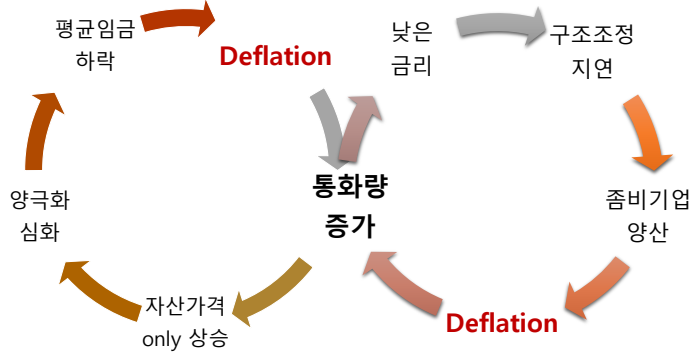 평균임금
하락
Deflation
낮은
금리
구조조정
지연
양극화
심화
통화량
증가
좀비기업
양산
자산가격
only 상승
Deflation